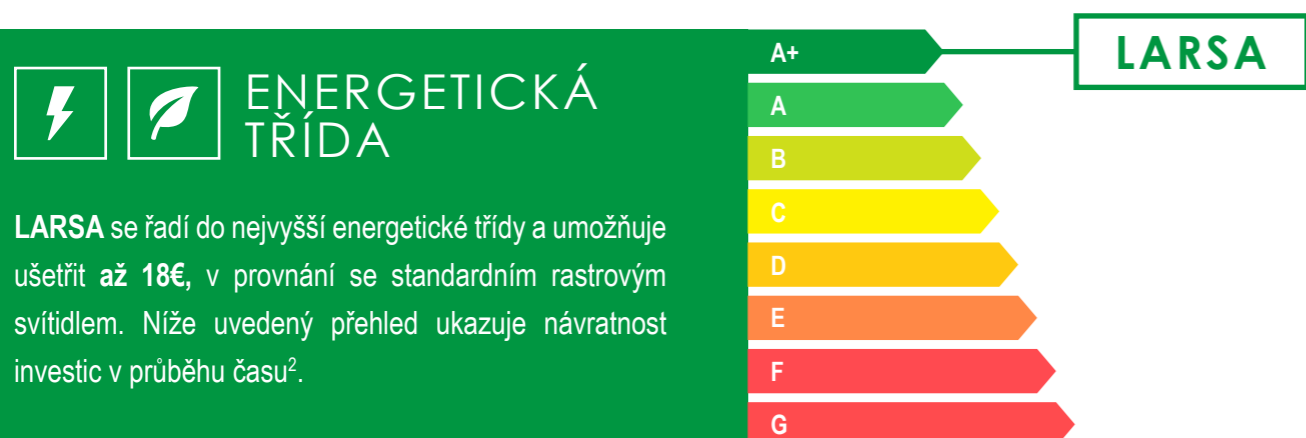 ENERGETICKÁ
TŘÍDA
LARSA se řadí do nejvyšší energetické třídy a umožňuje
ušetřit až 18€, v provnání se standardním rastrovým
svítidlem. Níže uvedený přehled ukazuje návratnost
investic v průběhu času².
A+
LARSA
A
B
C
D
E
F
G